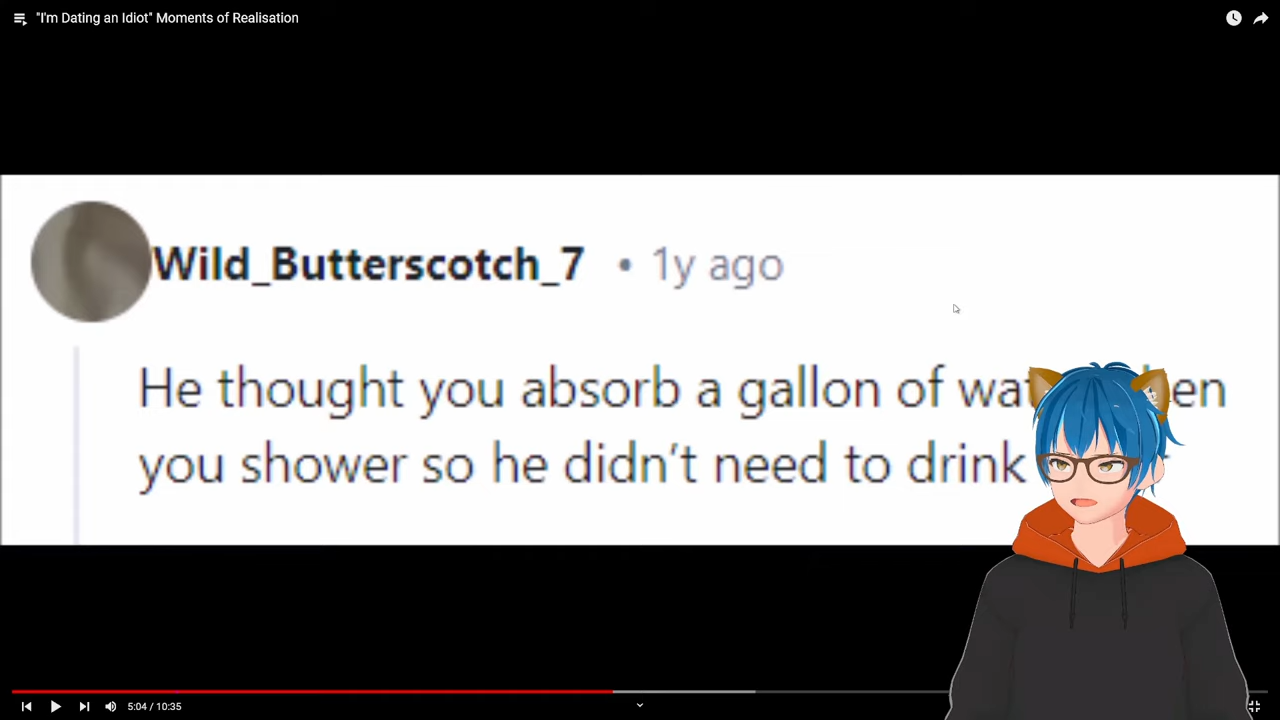 "I'm Dating an Idiot" Moments of Realisation
Wild_Butterscotch_7 • 1y ago
He thought you absorb a gallon of
you shower so he didn't need to drink
5:04 / 10:35